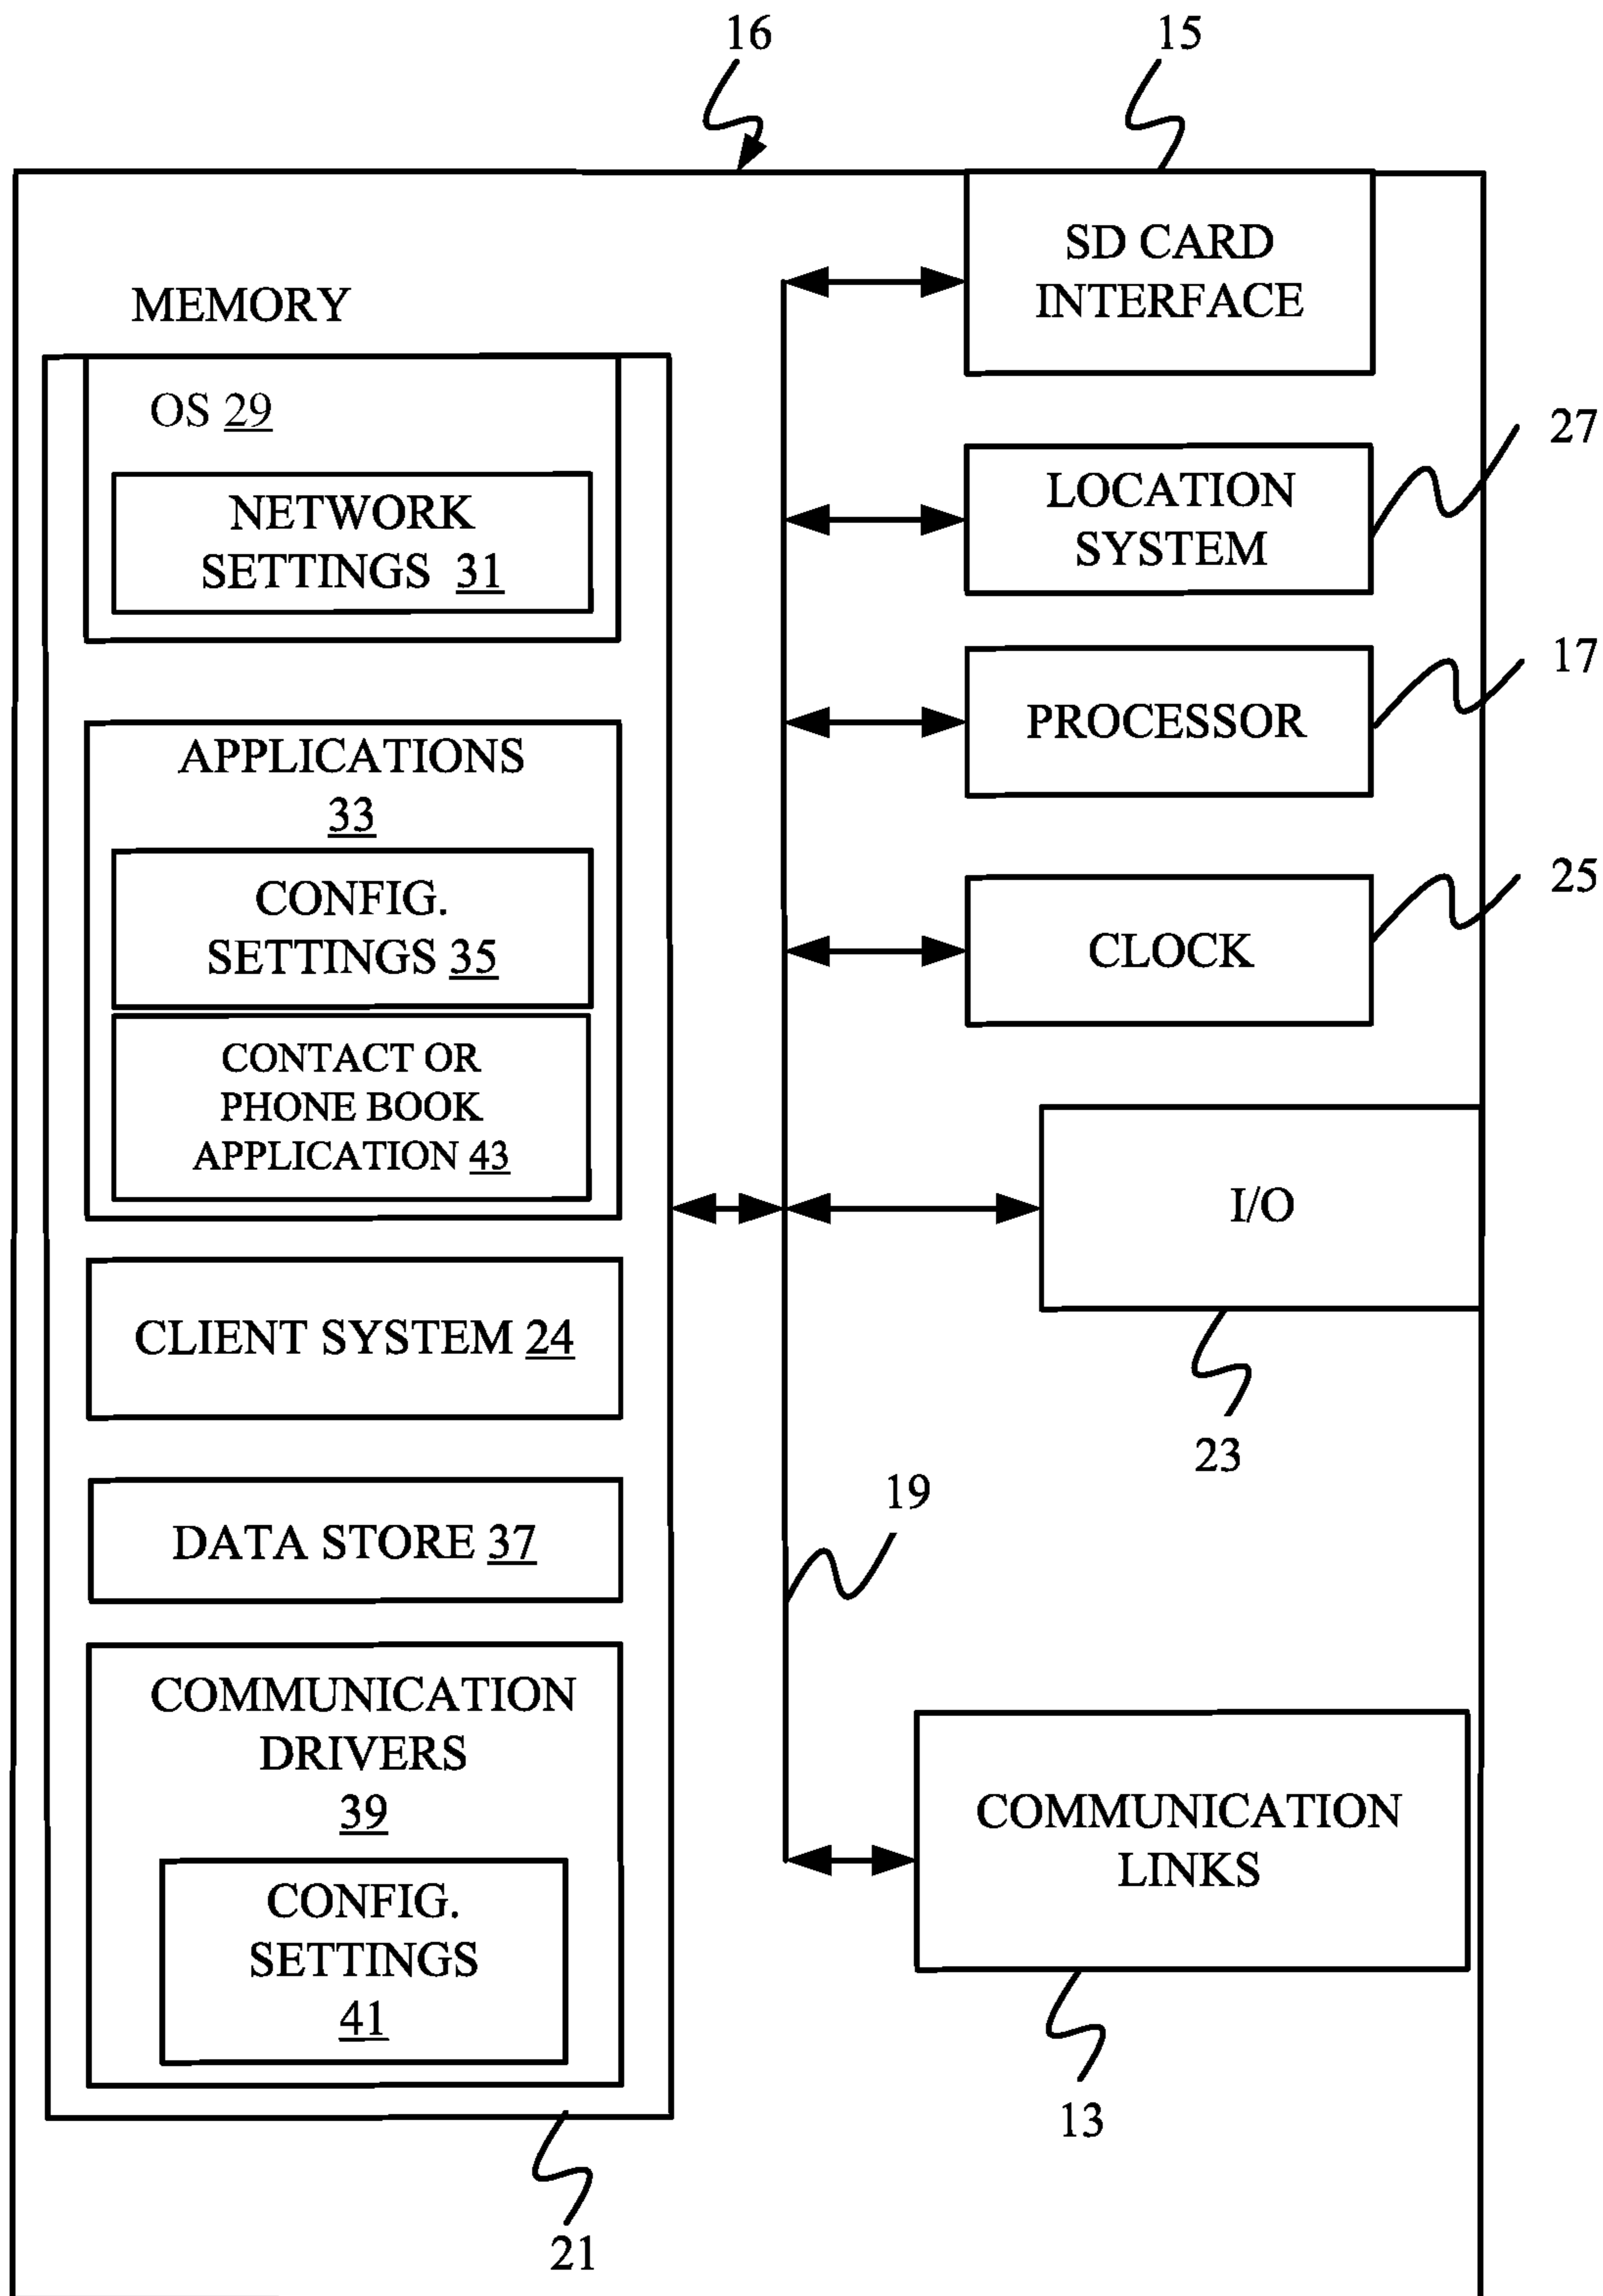 16
15
SD CARD
INTERFACE
MEMORY
OS 29
NETWORK
SETTINGS 31
APPLICATIONS
33
CONFIG.
SETTINGS 35
CONTACT OR
PHONE BOOK
APPLICATION 43
CLIENT SYSTEM 24
DATA STORE 37
COMMUNICATION
DRIVERS
39
CONFIG.
SETTINGS
41
21
27
LOCATION
SYSTEM
17
PROCESSOR
25
CLOCK
I/O
23
19
COMMUNICATION
LINKS
13